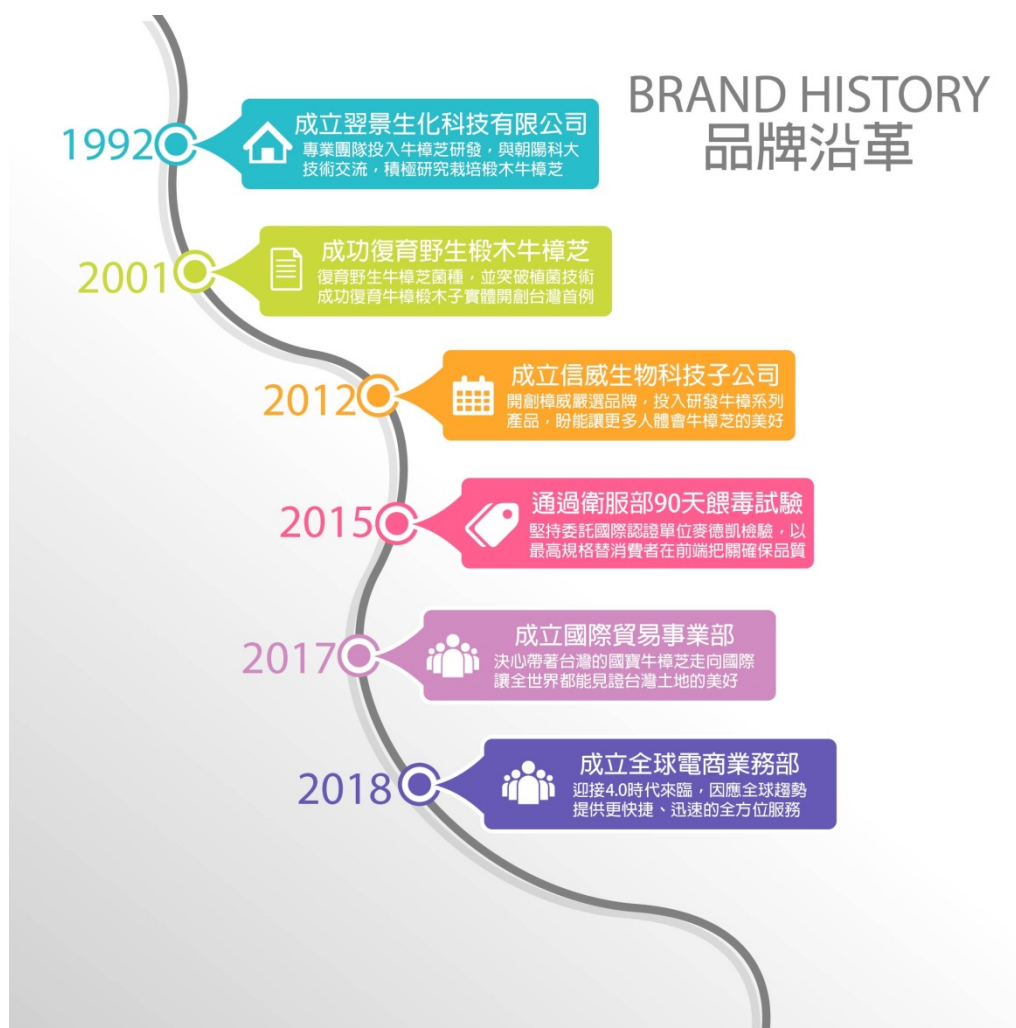 BRAND HISTORY
品牌沿革
1992
成立翌景生化科技有限公司
專業團隊投入牛樟芝研發，與朝陽科大
技術交流，積極研究栽培椴木牛樟芝
2001
成功復育野生椴木牛樟芝
復育野生牛樟芝菌種，並突破植菌技術
成功復育牛樟椴木子實體開創台灣首例
2012
成立信威生物科技子公司
開創樟威嚴選品牌，投入研發牛樟系列
產品，盼能讓更多人體會牛樟芝的美好
2015
通過衛服部90天餵毒試驗
堅持委託國際認證單位麥德凱檢驗，以
最高規格替消費者在前端把關確保品質
2017
成立國際貿易事業部
決心帶著台灣的國寶牛樟芝走向國際
讓全世界都能見證台灣土地的美好
2018
成立全球電商業務部
迎接4.0時代來臨，因應全球趨勢
提供更快捷、迅速的全方位服務